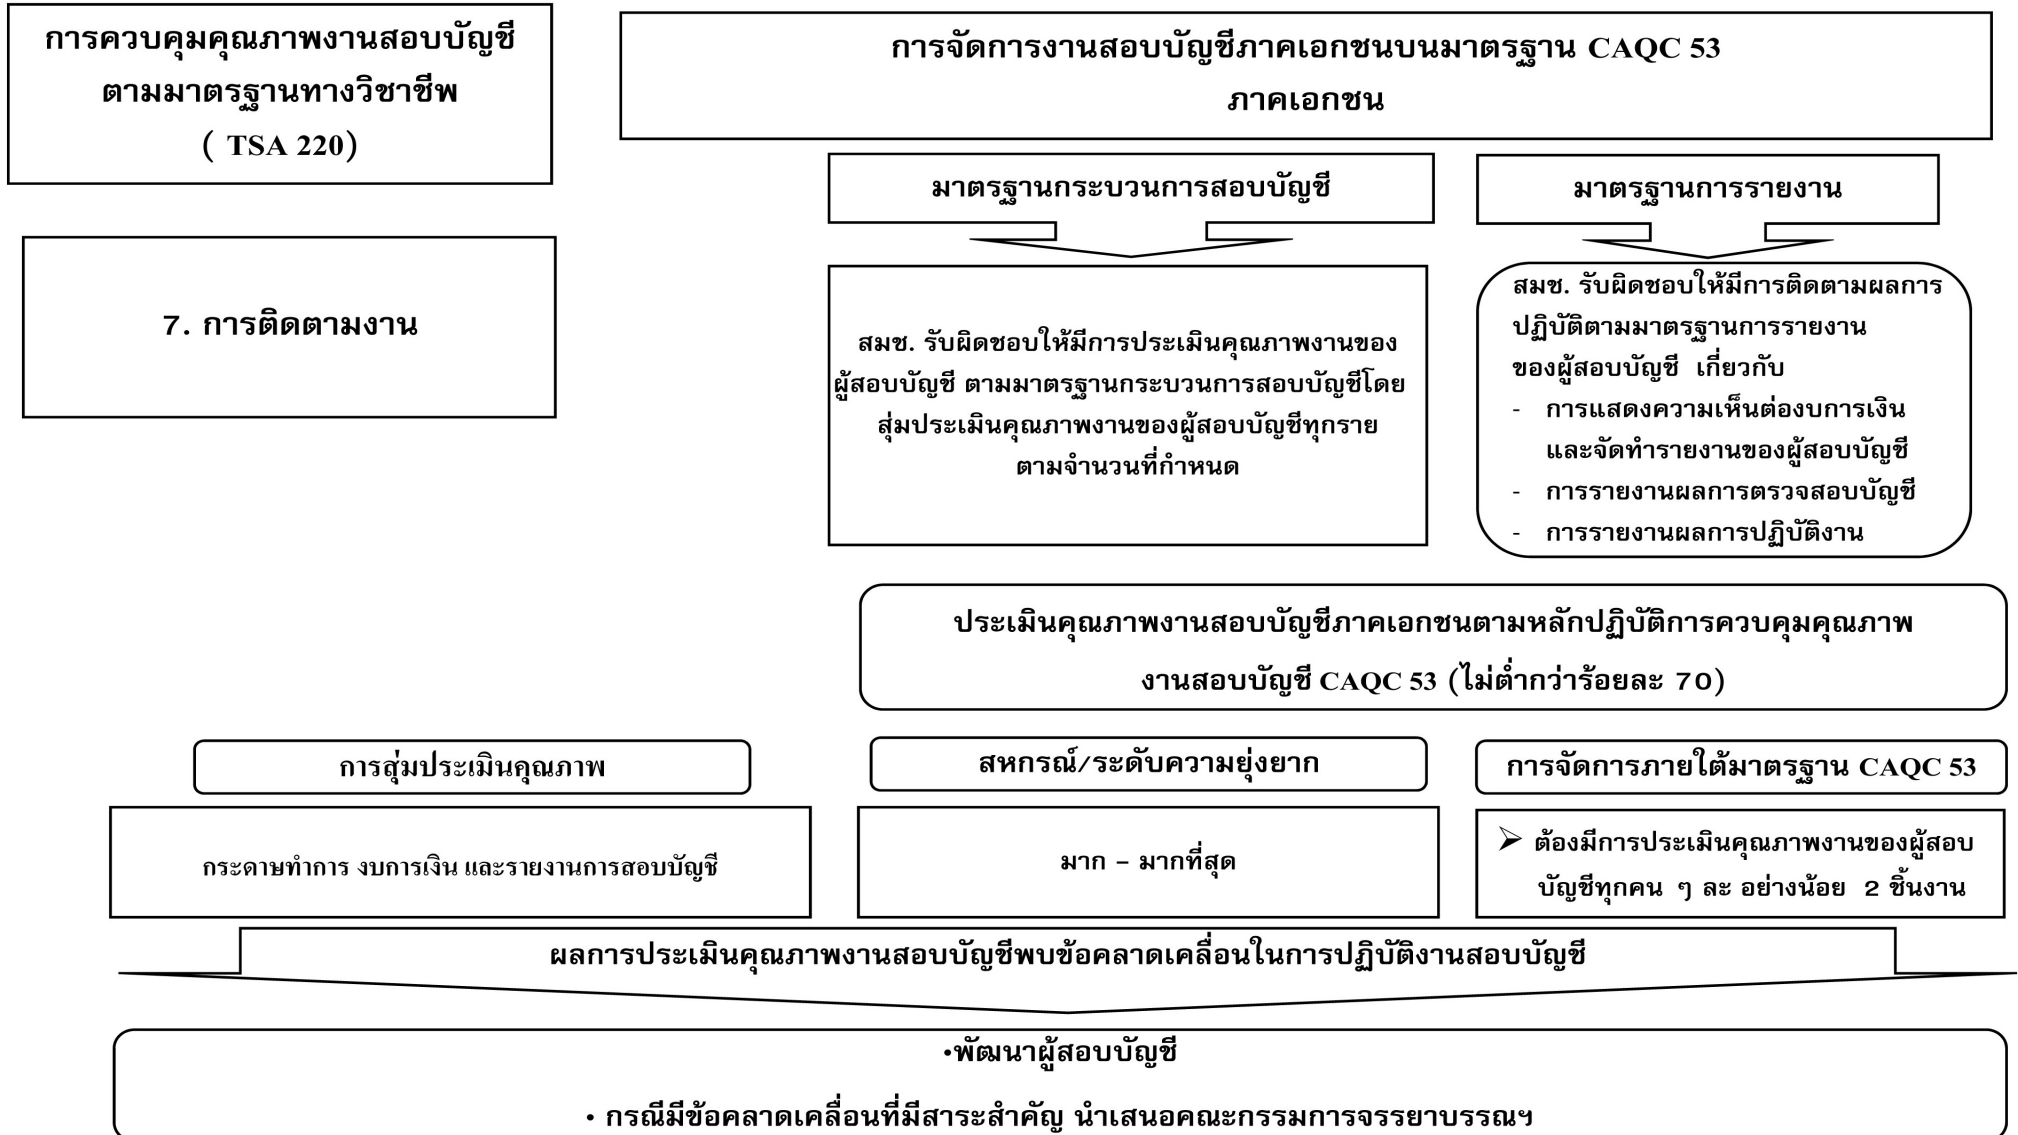 การควบคุมคุณภาพงานสอบบัญชี
ตามมาตรฐานทางวิชาชีพ
( TSA 220)
การจัดการงานสอบบัญชีภาคเอกชนบนมาตรฐาน CAQC 53
ภาคเอกชน
มาตรฐานกระบวนการสอบบัญชี
มาตรฐานการรายงาน
7. การติดตามงาน
สมช. รับผิดชอบให้มีการประเมินคุณภาพงานของ
ผู้สอบบัญชี ตามมาตรฐานกระบวนการสอบบัญชีโดย
สุ่มประเมินคุณภาพงานของผู้สอบบัญชีทุกราย
ตามจำนวนที่กำหนด
สมช. รับผิดชอบให้มีการติดตามผลการ
ปฏิบัติตามมาตรฐานการรายงาน
ของผู้สอบบัญชี เกี่ยวกับ
- การแสดงความเห็นต่องบการเงิน
และจัดทำรายงานของผู้สอบบัญชี
- การรายงานผลการตรวจสอบบัญชี
- การรายงานผลการปฏิบัติงาน
ประเมินคุณภาพงานสอบบัญชีภาคเอกชนตามหลักปฏิบัติการควบคุมคุณภาพ
งานสอบบัญชี CAQC 53 (ไม่ต่ำกว่าร้อยละ 70)
การสุ่มประเมินคุณภาพ
สหกรณ์/ระดับความยุ่งยาก
การจัดการภายใต้มาตรฐาน CAQC 53
กระดาษทำการ งบการเงิน และรายงานการสอบบัญชี
มาก – มากที่สุด
➢ ต้องมีการประเมินคุณภาพงานของผู้สอบ
บัญชีทุกคน ๆ ละ อย่างน้อย 2 ชิ้นงาน
ผลการประเมินคุณภาพงานสอบบัญชีพบข้อคลาดเคลื่อนในการปฏิบัติงานสอบบัญชี
•พัฒนาผู้สอบบัญชี
• กรณีมีข้อคลาดเคลื่อนที่มีสาระสำคัญ นำเสนอคณะกรรมการจรรยาบรรณฯ